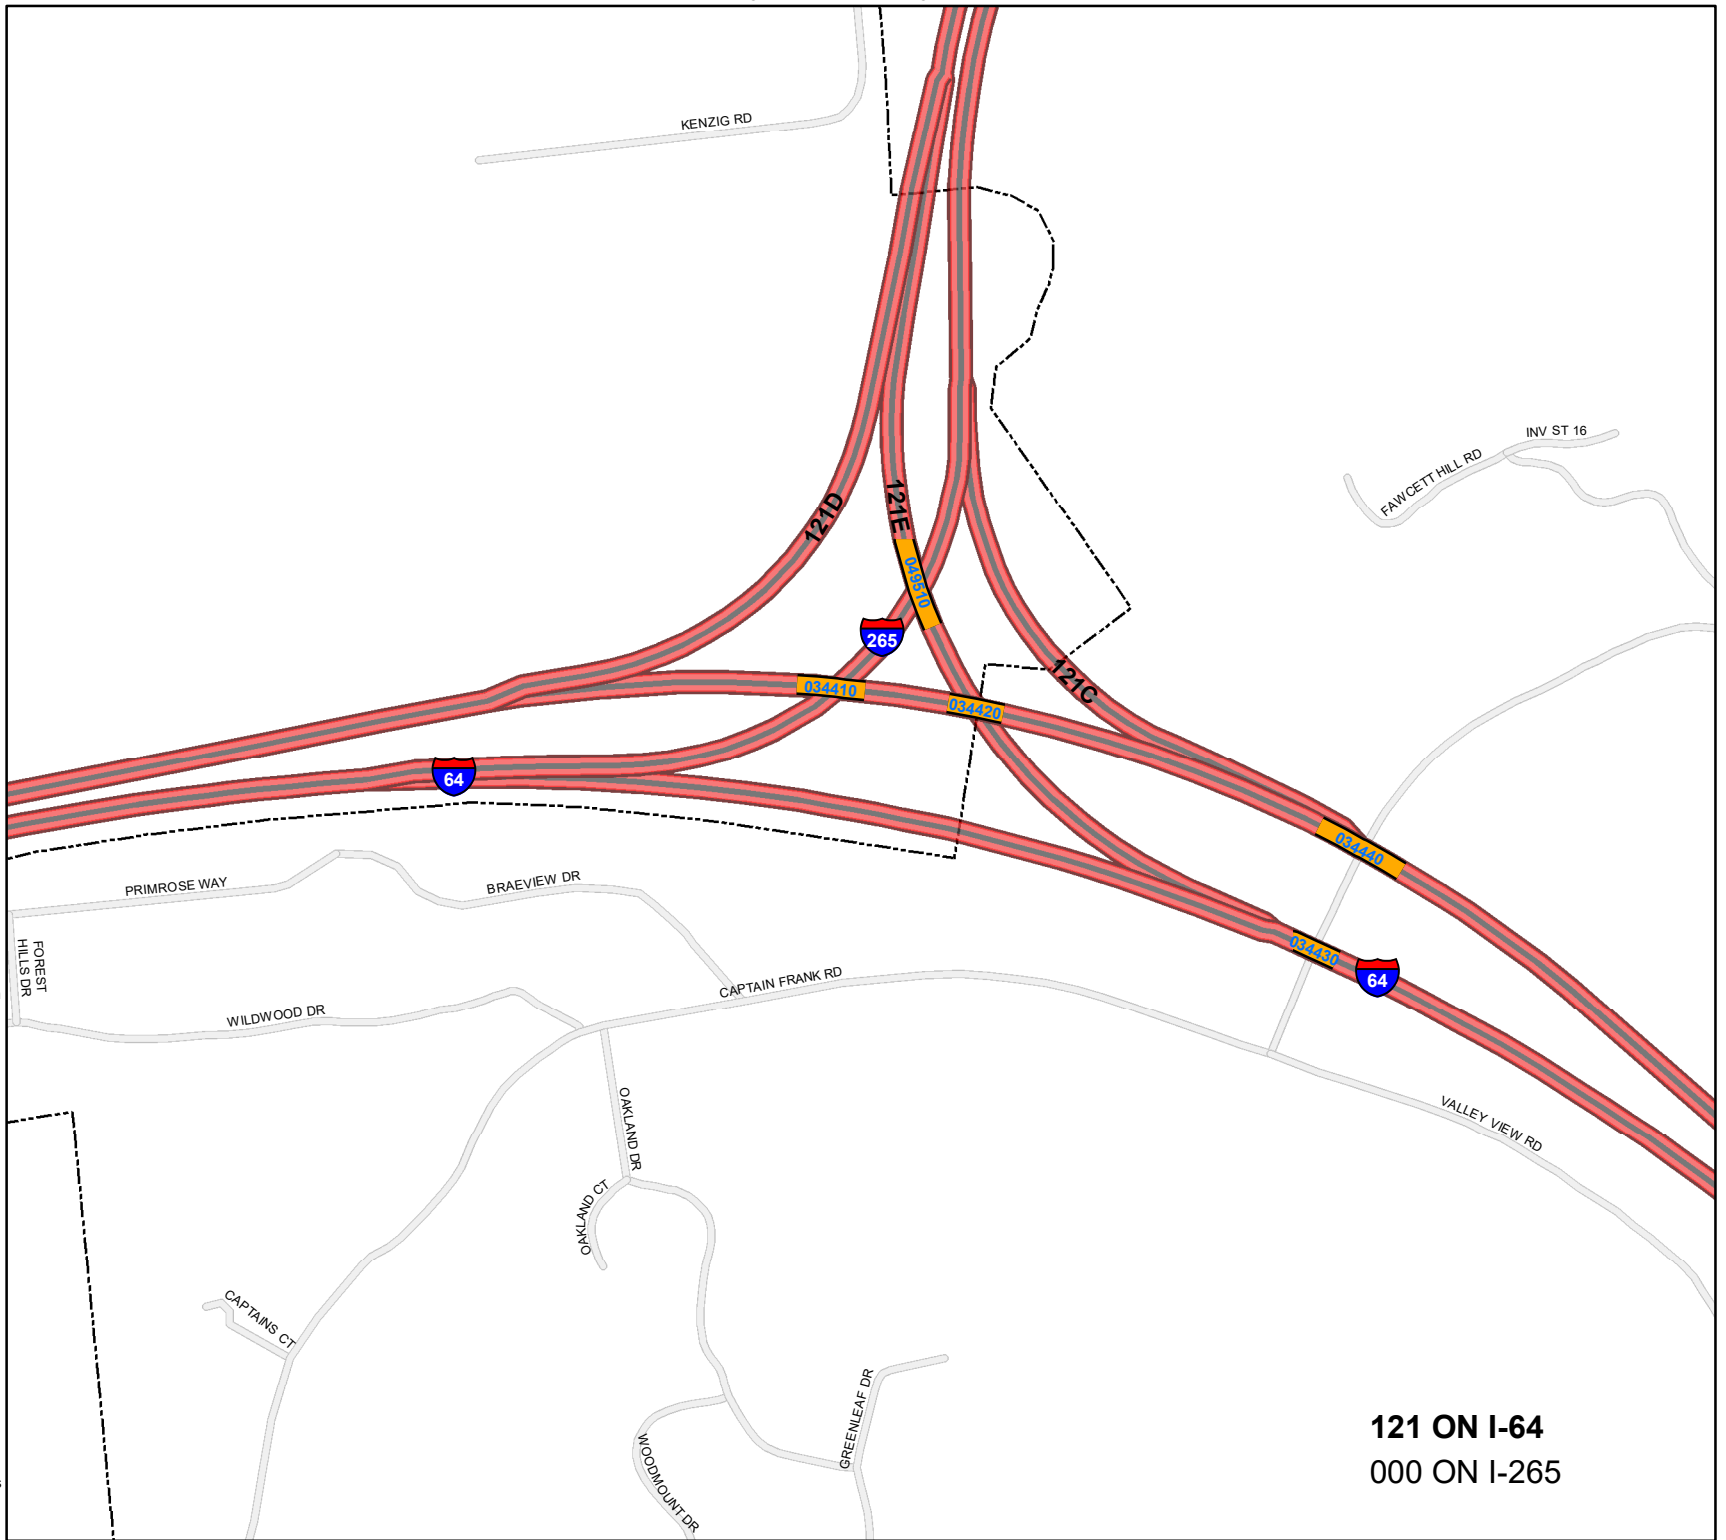 KENZIG RD
INV ST 16
FAWCETT HILL RD
121D
121E
049510
265
121C
034410
034420
64
034440
PRIMROSE WAY
BRAEVIEW DR
034430
64
FOREST
HILLS DR
CAPTAIN FRANK RD
WILDWOOD DR
OAKLAND DR
VALLEY VIEW RD
OAKLAND CT
CAPTAINS CT
GREENLEAF DR
WOODMOUNT DR
121 ON I-64
000 ON I-265